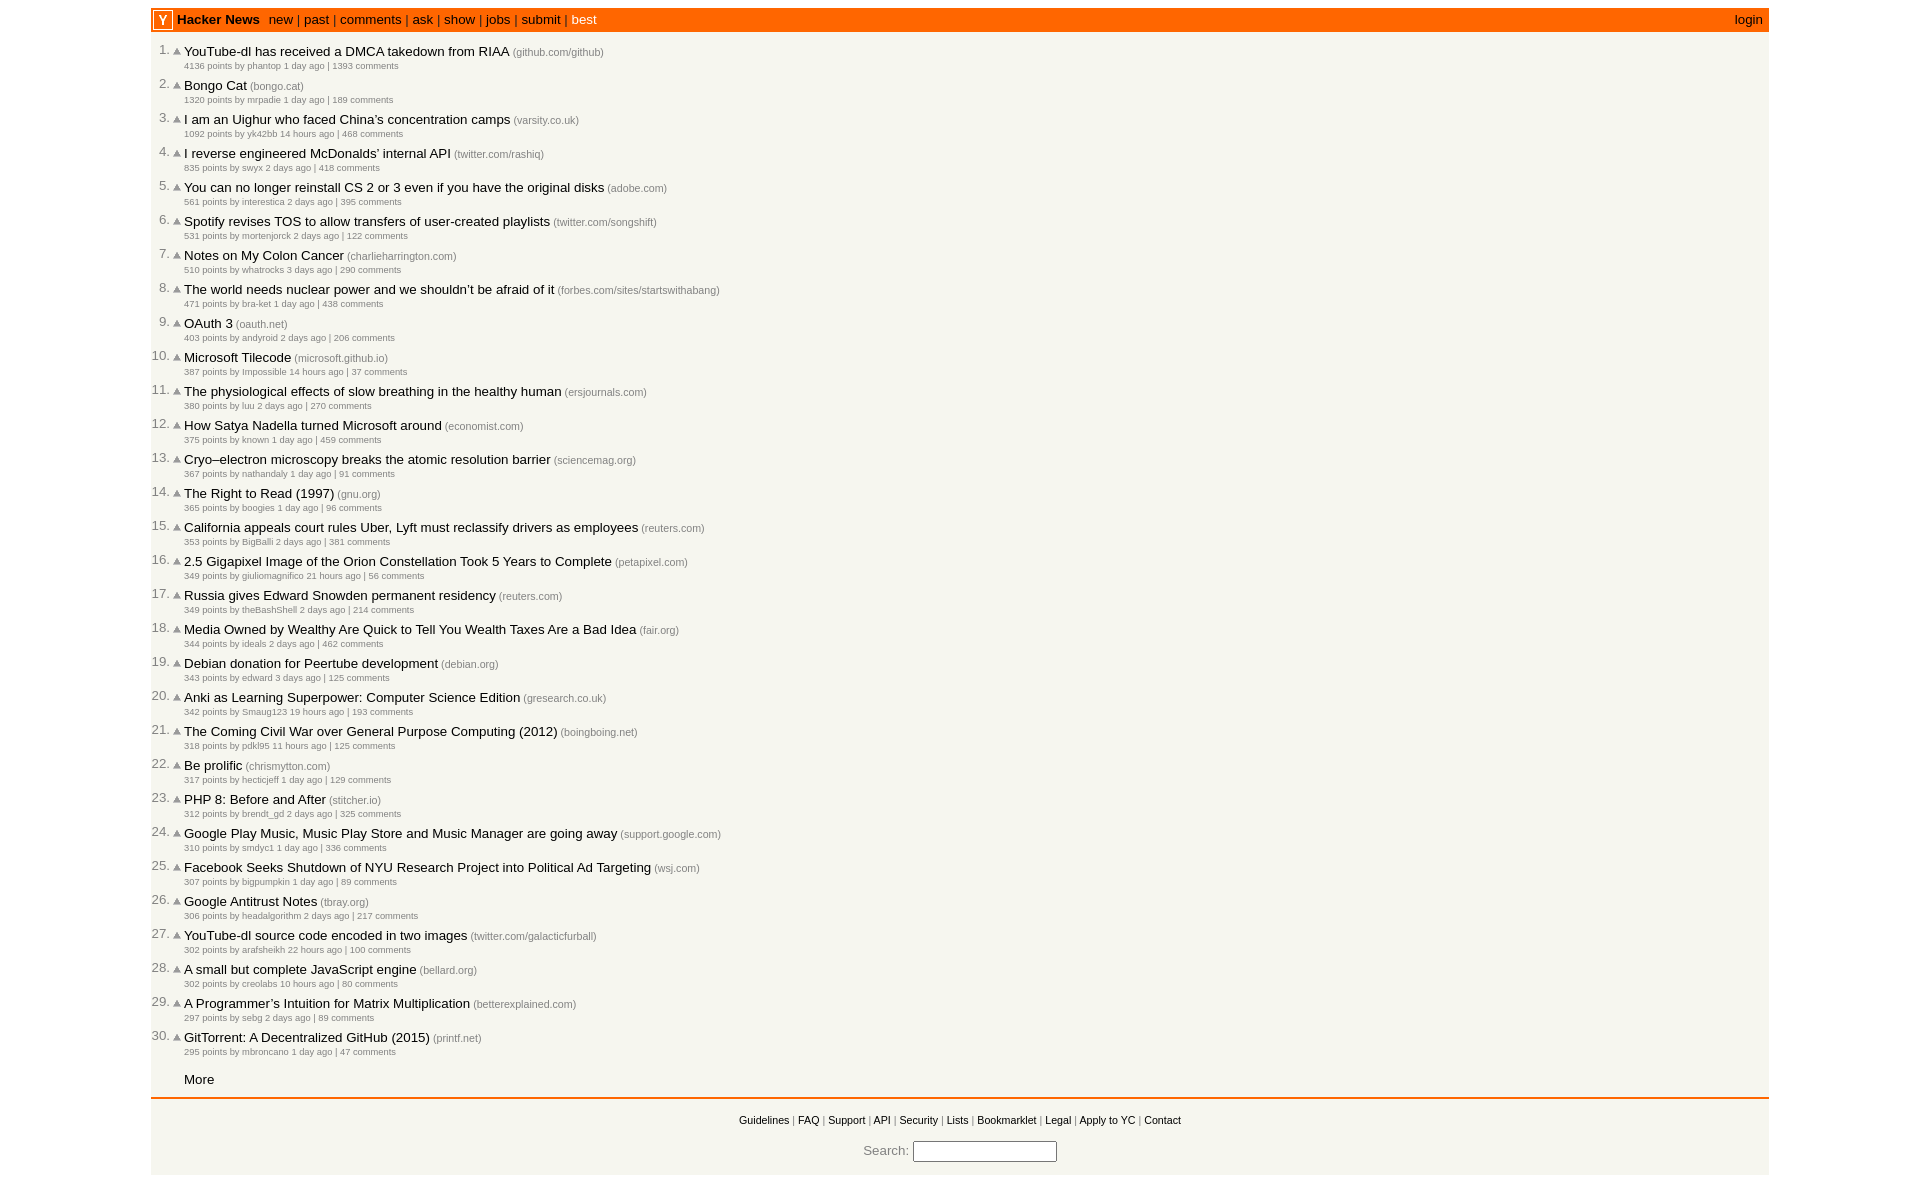 Y Hacker News new | past | comments | ask | show | jobs | submit | best login
1. YouTube-dl has received a DMCA takedown from RIAA (github.com/github)
4136 points by phantop 1 day ago | 1393 comments
2. Bongo Cat (bongo.cat)
1320 points by mrpadie 1 day ago | 189 comments
3. I am an Uighur who faced China’s concentration camps (varsity.co.uk)
1092 points by yk42bb 14 hours ago | 468 comments
4. I reverse engineered McDonalds’ internal API (twitter.com/rashiq)
835 points by swyx 2 days ago | 418 comments
5. You can no longer reinstall CS 2 or 3 even if you have the original disks (adobe.com)
561 points by interestica 2 days ago | 395 comments
6. Spotify revises TOS to allow transfers of user-created playlists (twitter.com/songshift)
531 points by mortenjorck 2 days ago | 122 comments
7. Notes on My Colon Cancer (charlieharrington.com)
510 points by whatrocks 3 days ago | 290 comments
8. The world needs nuclear power and we shouldn’t be afraid of it (forbes.com/sites/startswithabang)
471 points by bra-ket 1 day ago | 438 comments
9. OAuth 3 (oauth.net)
403 points by andyroid 2 days ago | 206 comments
10. Microsoft Tilecode (microsoft.github.io)
387 points by Impossible 14 hours ago | 37 comments
11. The physiological effects of slow breathing in the healthy human (ersjournals.com)
380 points by luu 2 days ago | 270 comments
12. How Satya Nadella turned Microsoft around (economist.com)
375 points by known 1 day ago | 459 comments
13. Cryo–electron microscopy breaks the atomic resolution barrier (sciencemag.org)
367 points by nathandaly 1 day ago | 91 comments
14. The Right to Read (1997) (gnu.org)
365 points by boogies 1 day ago | 96 comments
15. California appeals court rules Uber, Lyft must reclassify drivers as employees (reuters.com)
353 points by BigBalli 2 days ago | 381 comments
16. 2.5 Gigapixel Image of the Orion Constellation Took 5 Years to Complete (petapixel.com)
349 points by giuliomagnifico 21 hours ago | 56 comments
17. Russia gives Edward Snowden permanent residency (reuters.com)
349 points by theBashShell 2 days ago | 214 comments
18. Media Owned by Wealthy Are Quick to Tell You Wealth Taxes Are a Bad Idea (fair.org)
344 points by ideals 2 days ago | 462 comments
19. Debian donation for Peertube development (debian.org)
343 points by edward 3 days ago | 125 comments
20. Anki as Learning Superpower: Computer Science Edition (gresearch.co.uk)
342 points by Smaug123 19 hours ago | 193 comments
21. The Coming Civil War over General Purpose Computing (2012) (boingboing.net)
318 points by pdkl95 11 hours ago | 125 comments
22. Be prolific (chrismytton.com)
317 points by hecticjeff 1 day ago | 129 comments
23. PHP 8: Before and After (stitcher.io)
312 points by brendt_gd 2 days ago | 325 comments
24. Google Play Music, Music Play Store and Music Manager are going away (support.google.com)
310 points by smdyc1 1 day ago | 336 comments
25. Facebook Seeks Shutdown of NYU Research Project into Political Ad Targeting (wsj.com)
307 points by bigpumpkin 1 day ago | 89 comments
26. Google Antitrust Notes (tbray.org)
306 points by headalgorithm 2 days ago | 217 comments
27. YouTube-dl source code encoded in two images (twitter.com/galacticfurball)
302 points by arafsheikh 22 hours ago | 100 comments
28. A small but complete JavaScript engine (bellard.org)
302 points by creolabs 10 hours ago | 80 comments
29. A Programmer’s Intuition for Matrix Multiplication (betterexplained.com)
297 points by sebg 2 days ago | 89 comments
30. GitTorrent: A Decentralized GitHub (2015) (printf.net)
295 points by mbroncano 1 day ago | 47 comments
More
Guidelines | FAQ | Support | API | Security | Lists | Bookmarklet | Legal | Apply to YC | Contact
Search: